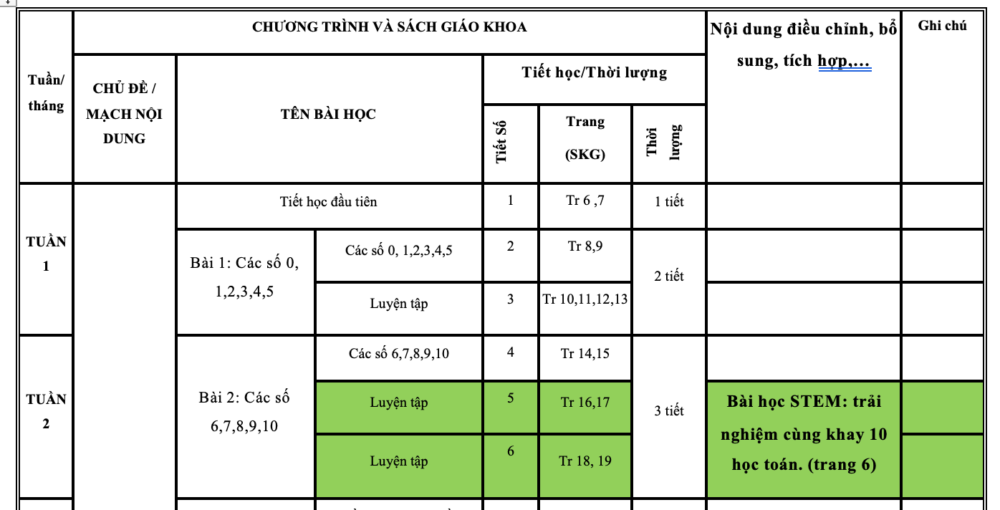 CHƯƠNG TRÌNH VÀ SÁCH GIÁO KHOA
Nội dung điều chỉnh, bổ
sung, tích hợp,...
Ghi chú
Tuần/
tháng
CHỦ ĐỀ /
MẠCH NỘI
DUNG
TÊN BÀI HỌC
Tiết học/Thời lượng
Tiết Số
Trang
(SKG)
Thời
lượng
TUẦN
1
Tiết học đầu tiên
1
Tr 6 ,7
1 tiết
Bài 1: Các số 0,
1,2,3,4,5
Các số 0, 1,2,3,4,5
2
Tr 8,9
2 tiết
Luyện tập
3
Tr 10,11,12,13
TUẦN
2
Bài 2: Các số
6,7,8,9,10
Các số 6,7,8,9,10
4
Tr 14,15
3 tiết
Luyện tập
5
Tr 16,17
Bài học STEM: trải
nghiệm cùng khay 10
học toán. (trang 6)
Luyện tập
6
Tr 18, 19